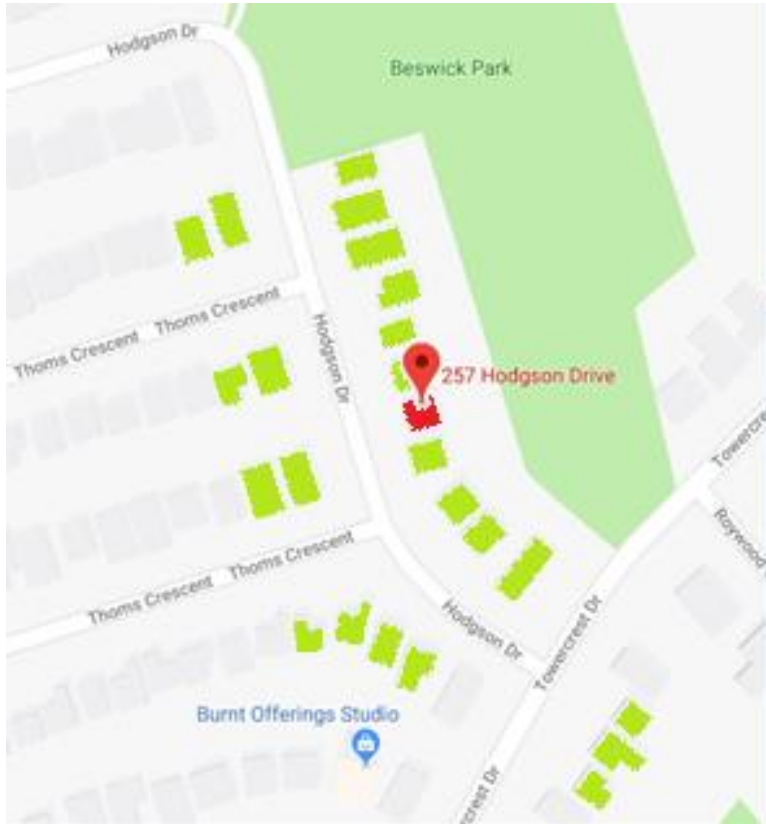 Hodgson Dr
Beswick Park
Thoms Crescent
Thoms Crescent
Hodgson Dr
257 Hodgson Drive
Towercrest
Roywood
Thoms Crescent
Thoms Crescent
Hodgson Dr
Towercrest Dr
Burnt Offerings Studio
crest Dr